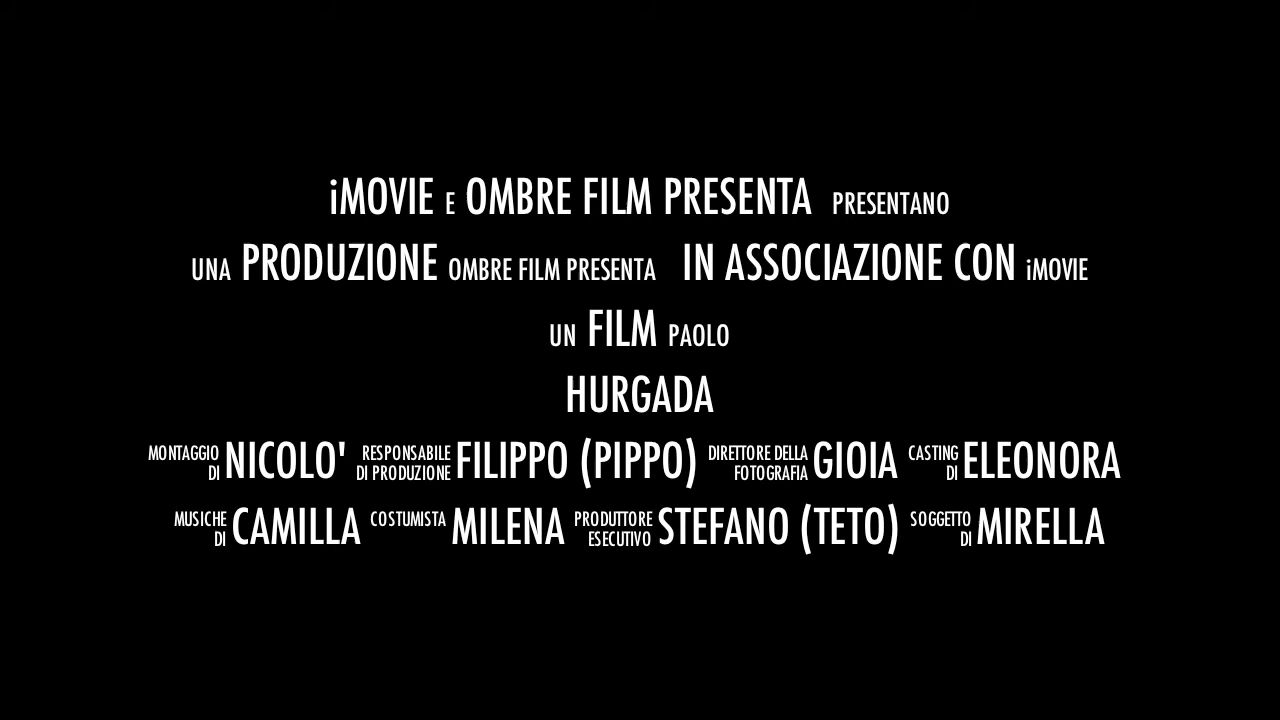 iMOVIE E OMBRE FILM PRESENTA PRESENTANO
UNA PRODUZIONE OMBRE FILM PRESENTA IN ASSOCIAZIONE CON iMOVIE
UN FILM PAOLO
HURGADA
MONTAGGIO DI NICOLO' RESPONSABILE DI PRODUZIONE FILIPPO (PIPPO) DIRETTORE DELLA FOTOGRAFIA GIOIA CASTING DI ELEONORA
MUSICHE DI CAMILLA COSTUMISTA MILENA PRODUTTORE ESECUTIVO STEFANO (TETO) SOGGETTO DI MIRELLA